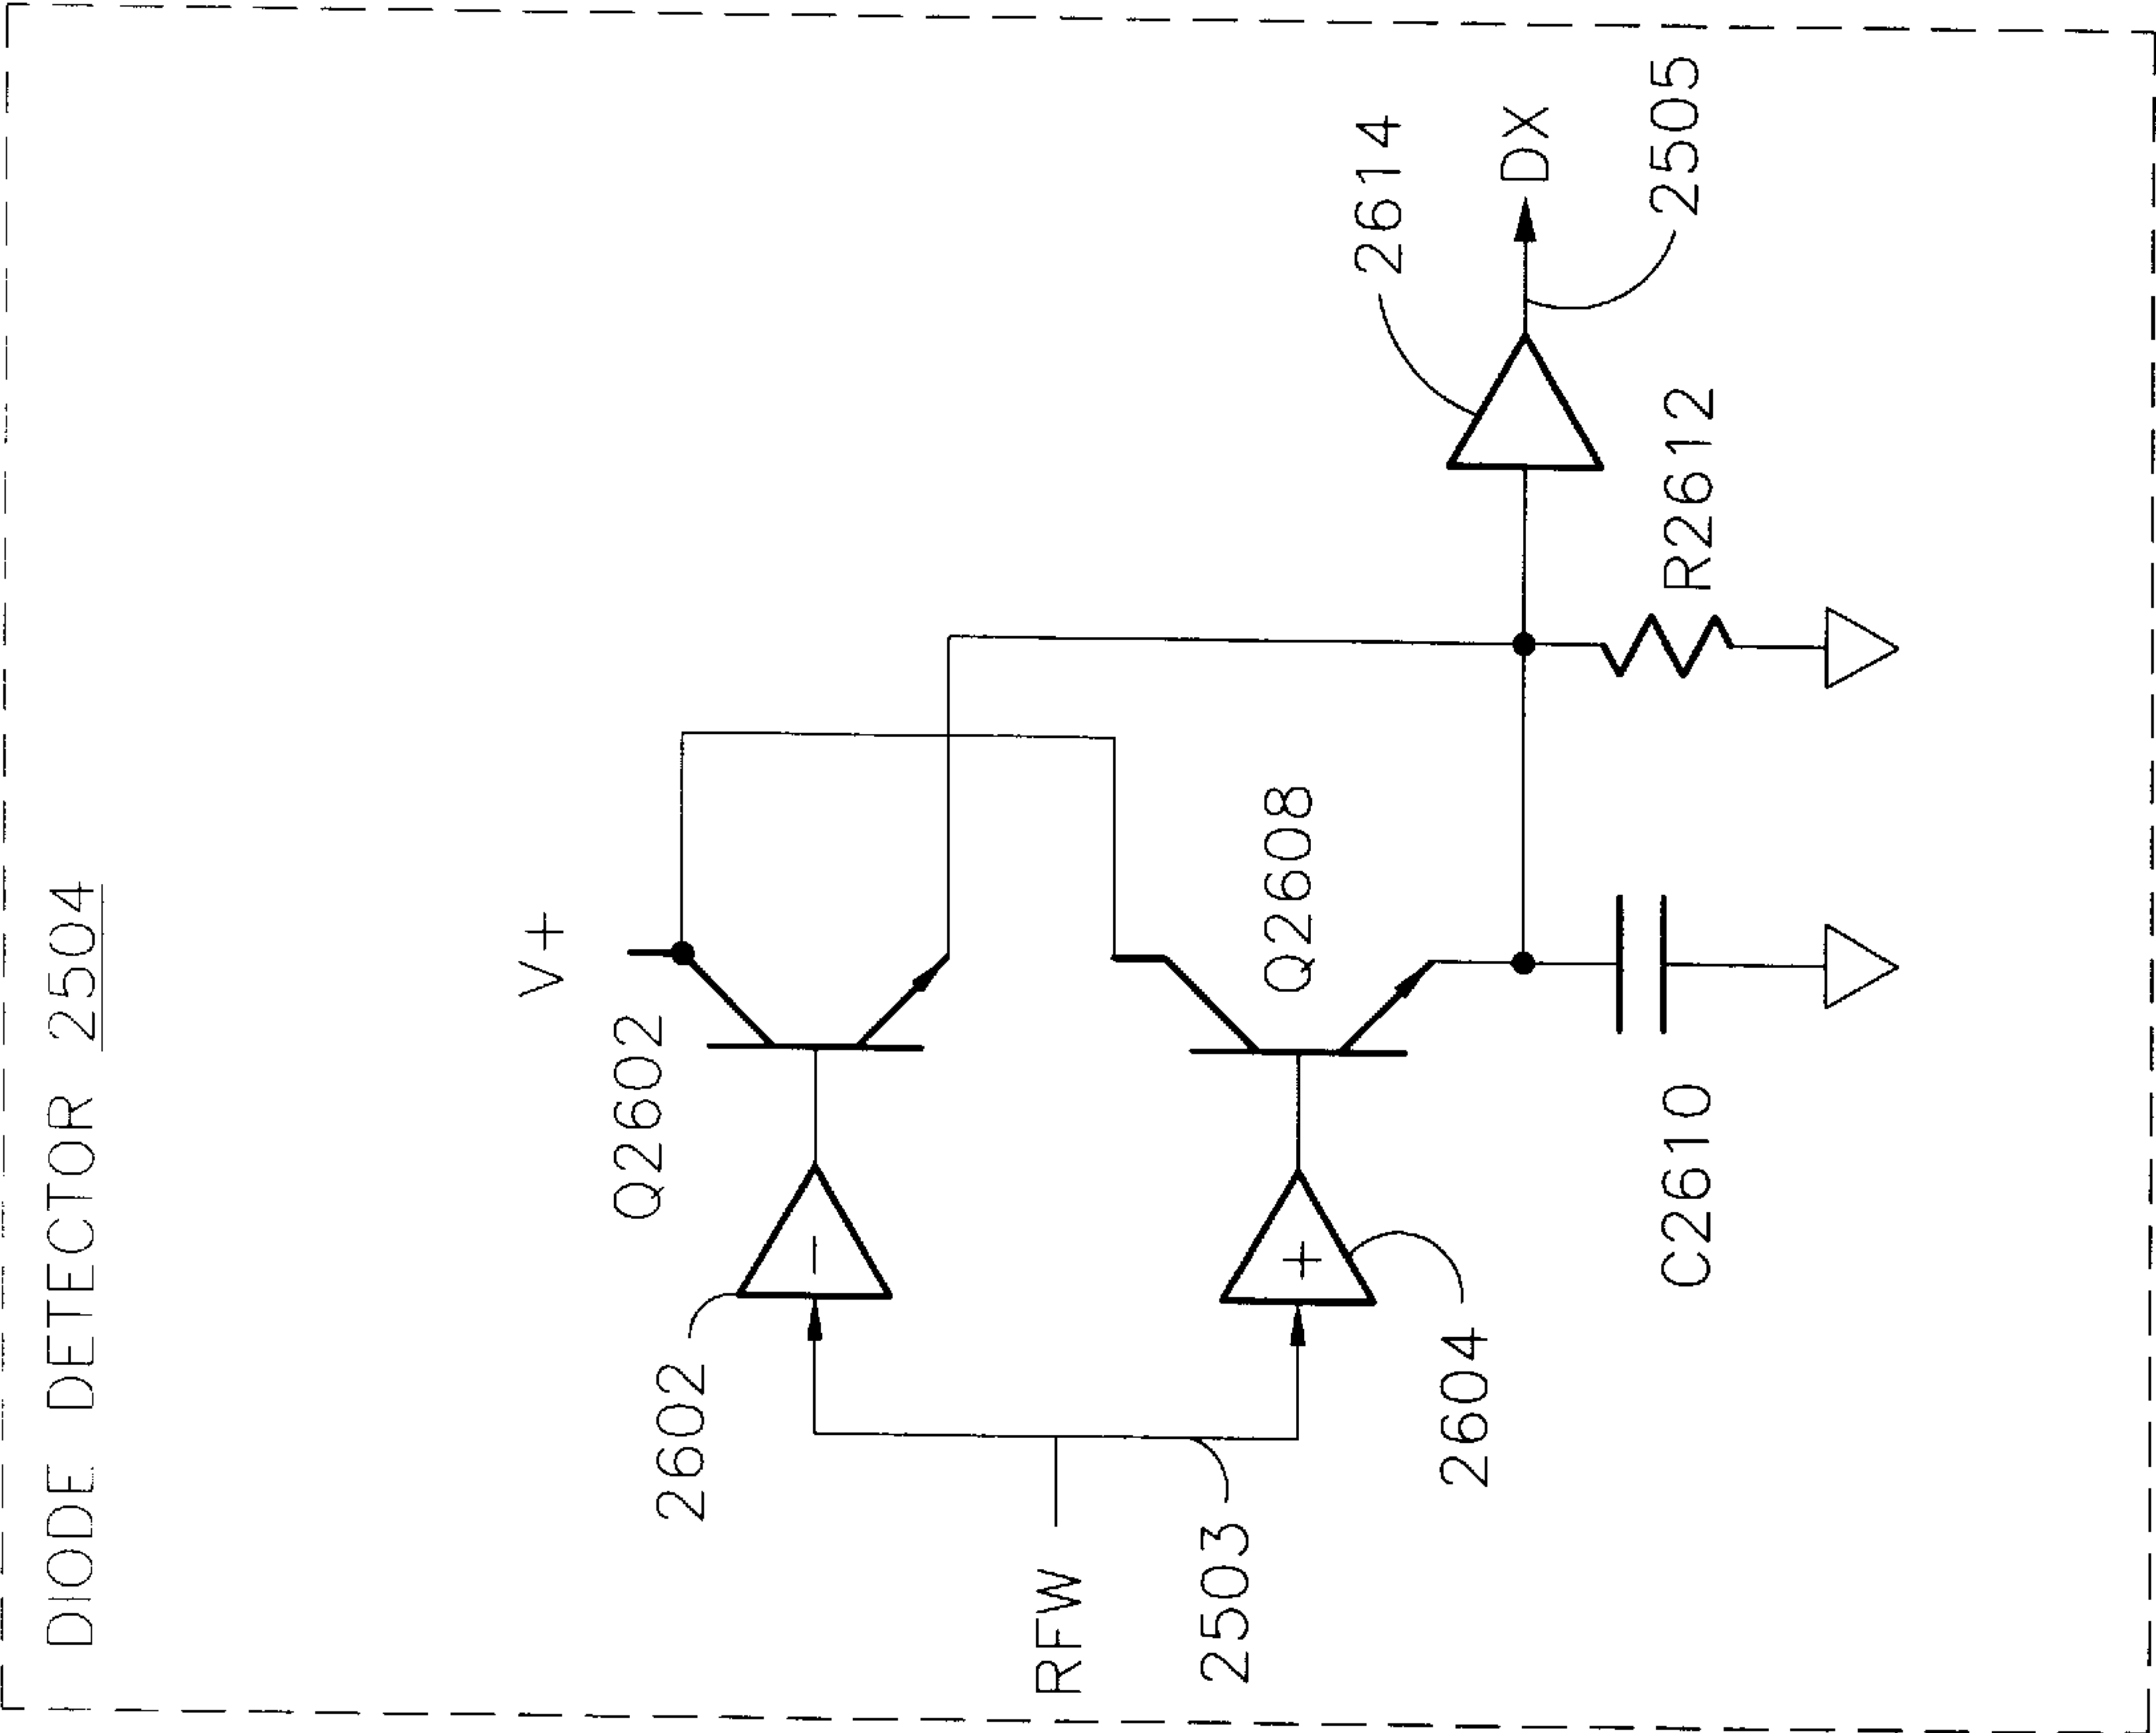 DIODE DETECTOR 2504
V+
Q2602
2602
RFW
2503
Q2608
2604
C2610
R2612
2614
DX
2505